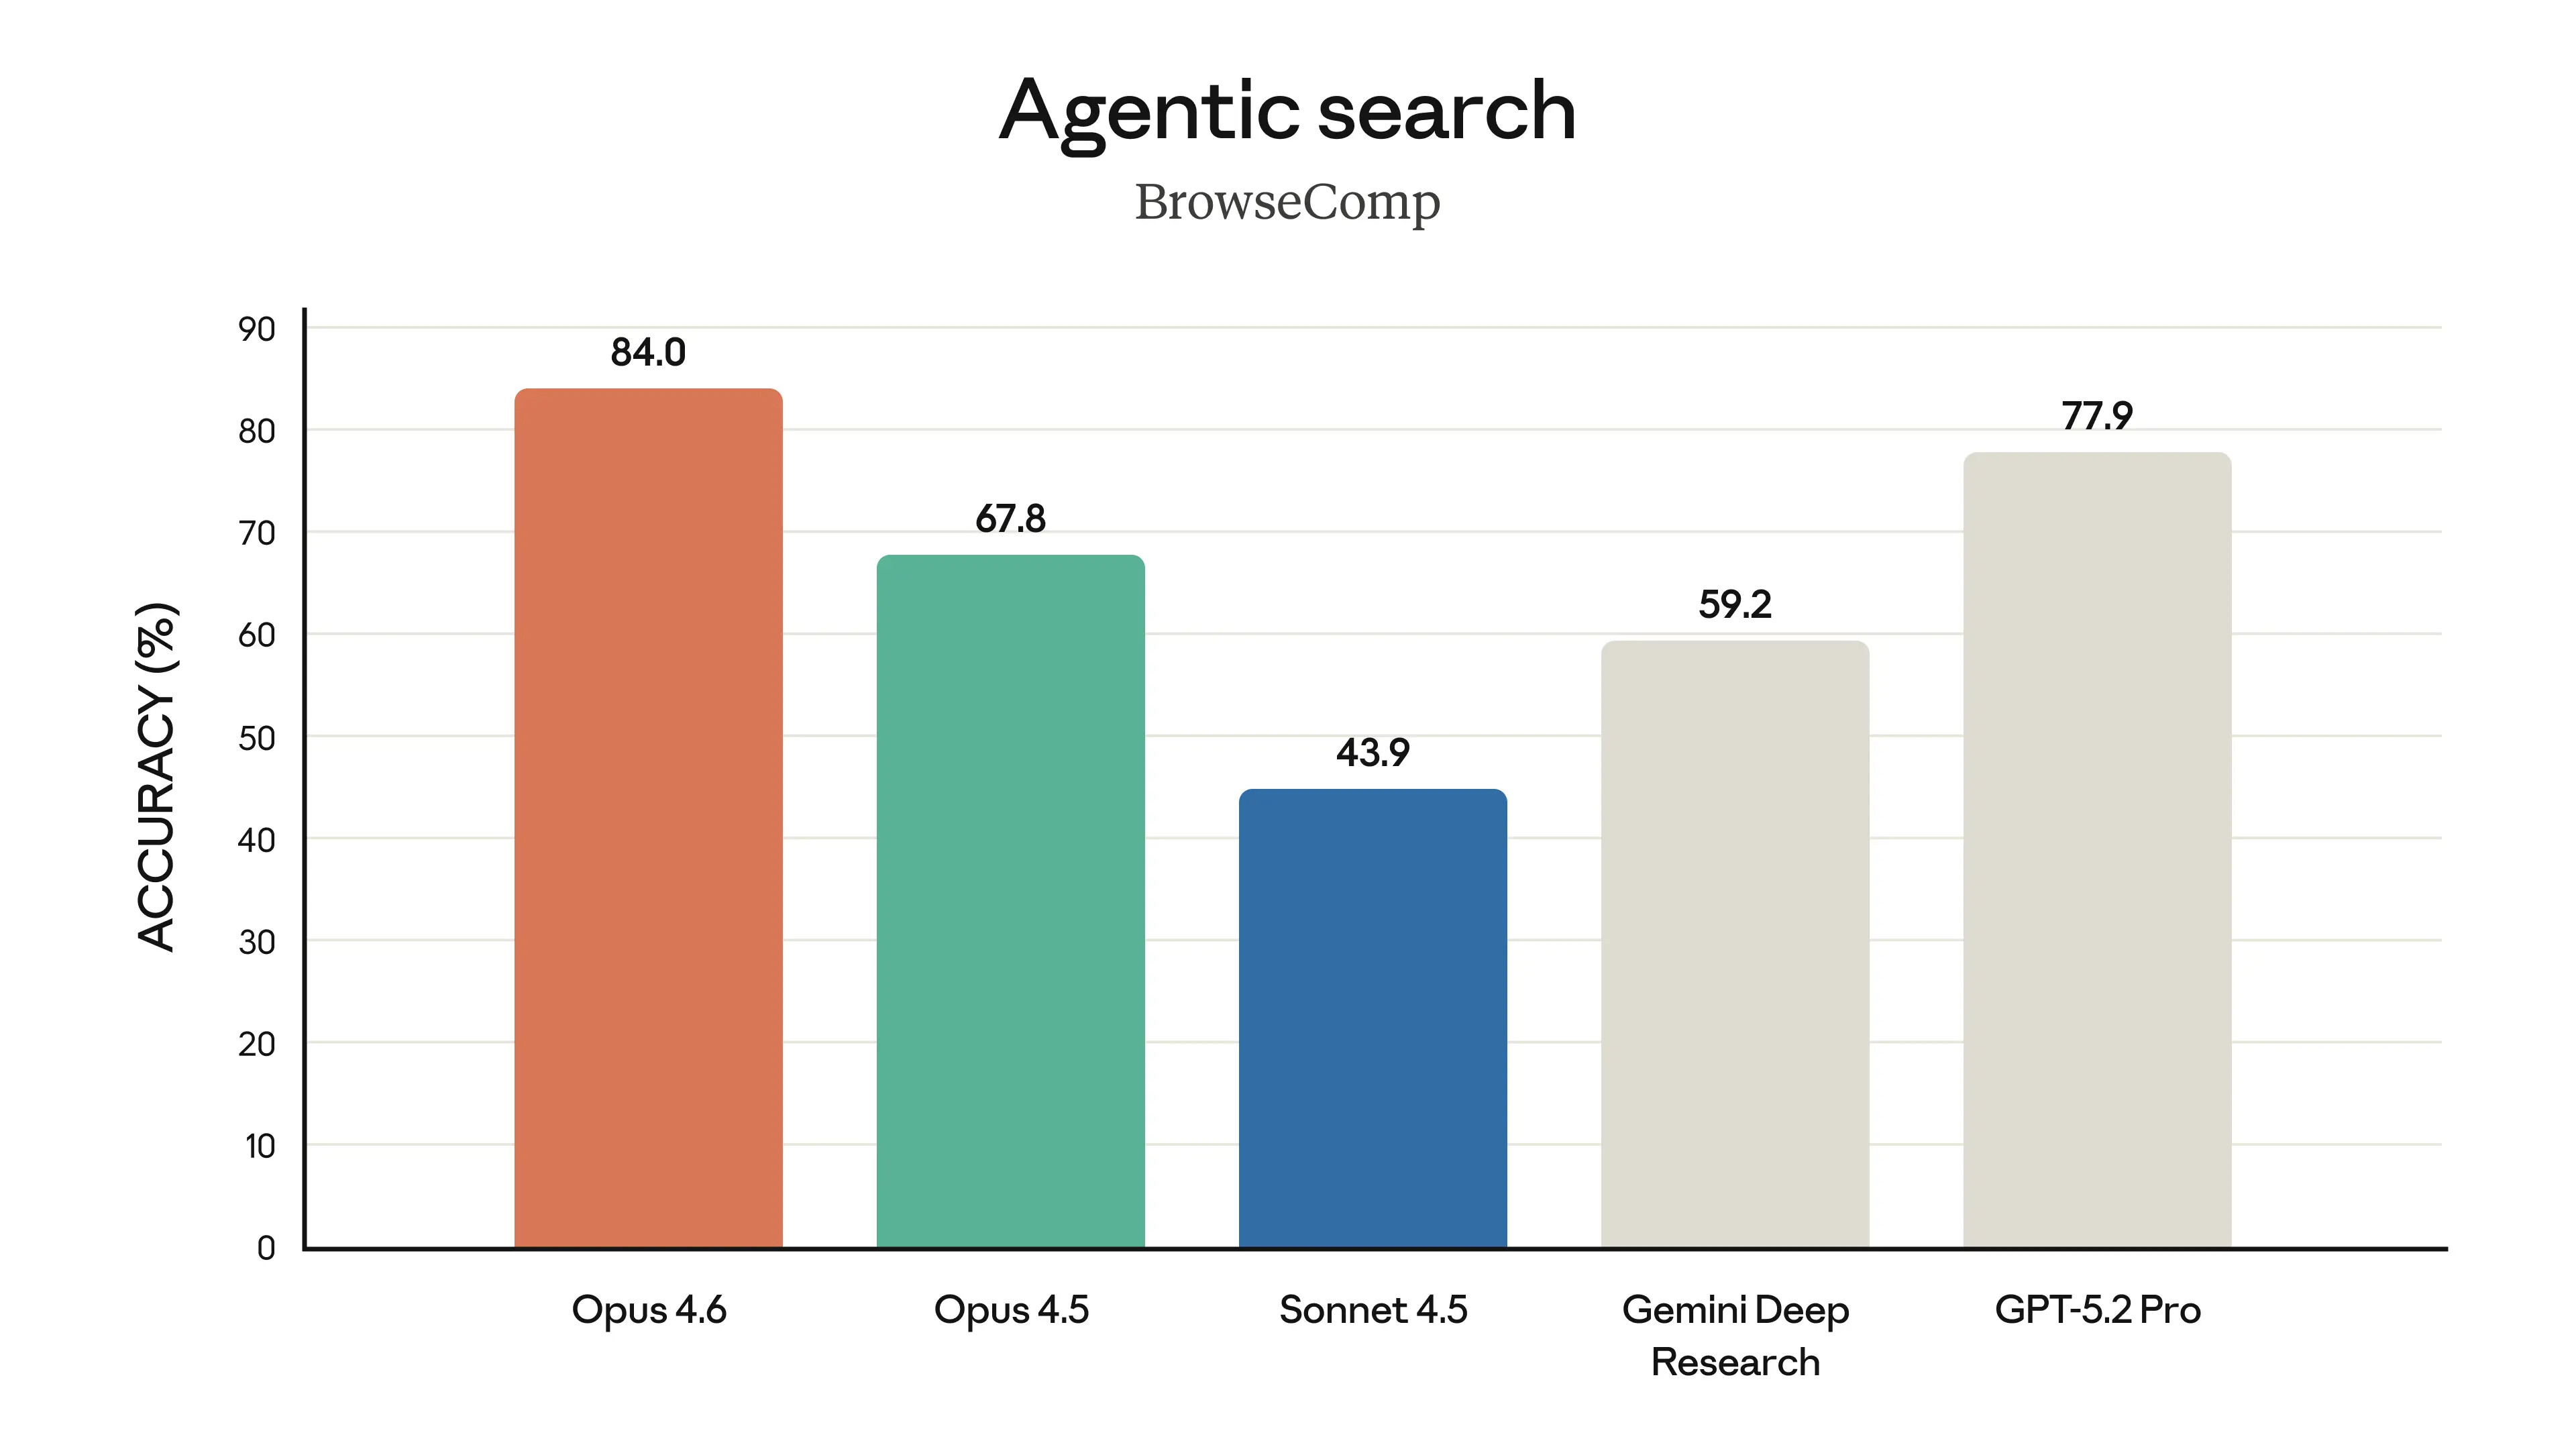 Agentic search
BrowseComp
ACCURACY (%)
90
80
70
60
50
40
30
20
10
0
84.0
67.8
43.9
59.2
77.9
Opus 4.6
Opus 4.5
Sonnet 4.5
Gemini Deep
Research
GPT-5.2 Pro